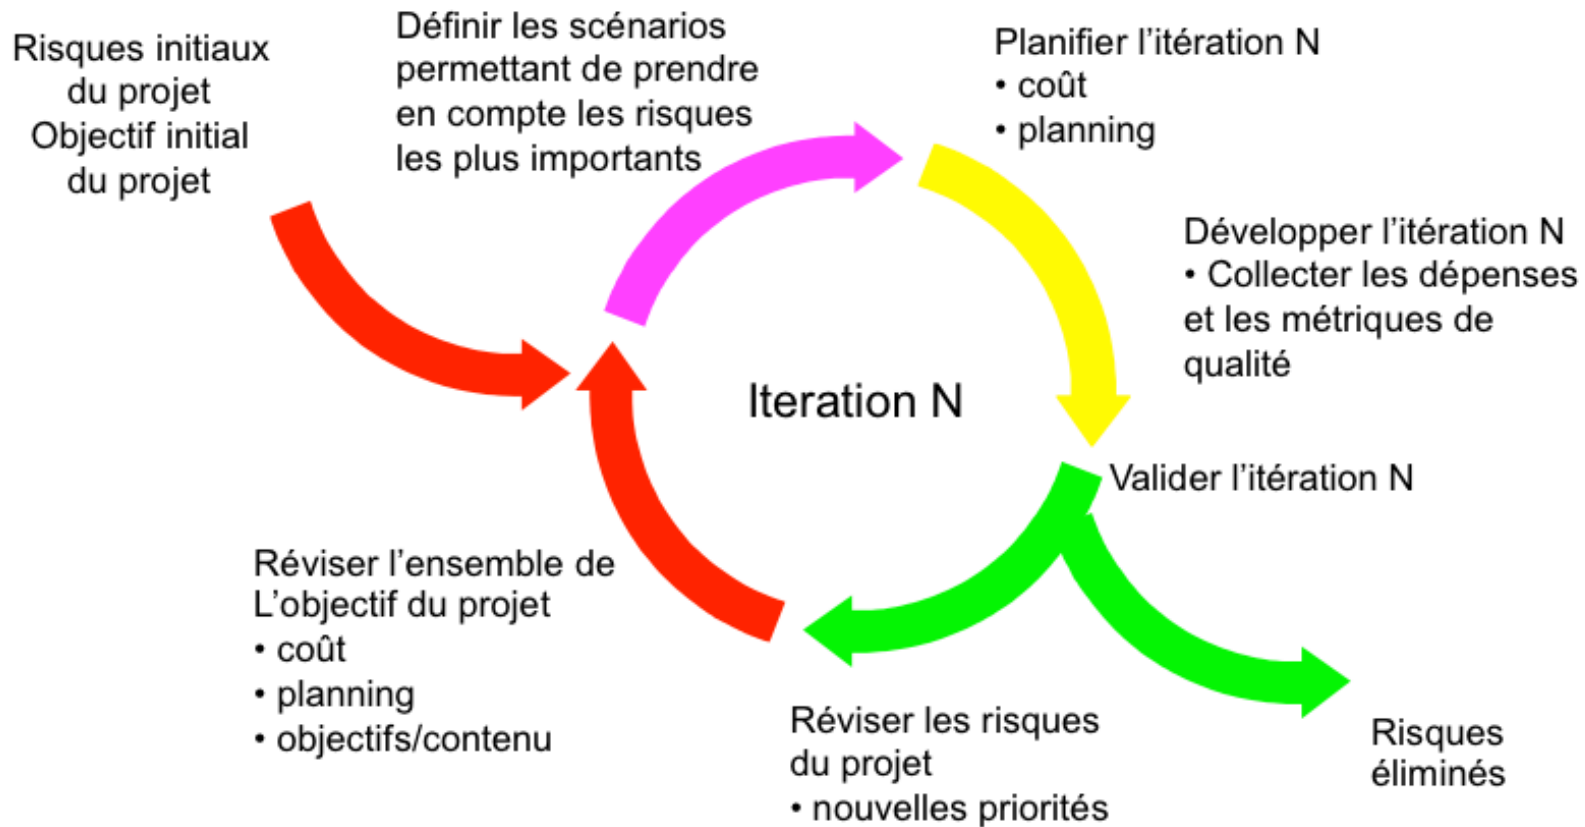 Risques initiaux
du projet
Objectif initial
du projet
Définir les scénarios
permettant de prendre
en compte les risques
les plus importants
Planifier l’itération N
• coût
• planning
Développer l’itération N
• Collecter les dépenses
et les métriques de
qualité
Iteration N
Valider l’itération N
Réviser l’ensemble de
L’objectif du projet
• coût
• planning
• objectifs/contenu
Réviser les risques
du projet
• nouvelles priorités
Risques
éliminés